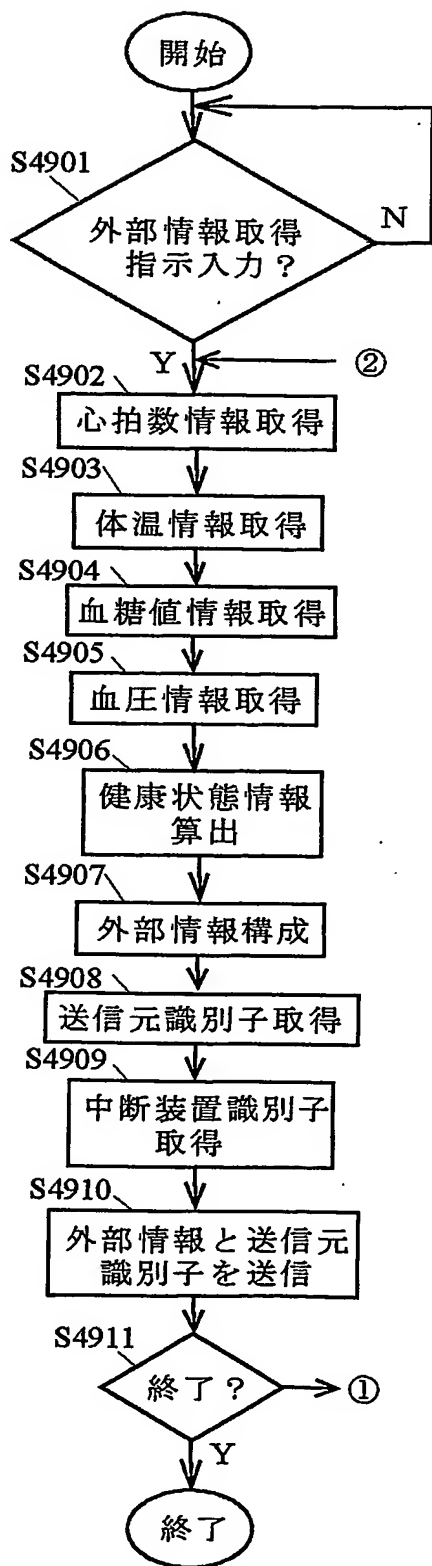 開始
S4901
外部情報取得
指示入力?
N
Y
②
S4902
心拍数情報取得
S4903
体温情報取得
S4904
血糖値情報取得
S4905
血圧情報取得
S4906
健康状態情報
算出
S4907
外部情報構成
S4908
送信元識別子取得
S4909
中断装置識別子
取得
S4910
外部情報と送信元
識別子を送信
S4911
終了?
①
Y
終了